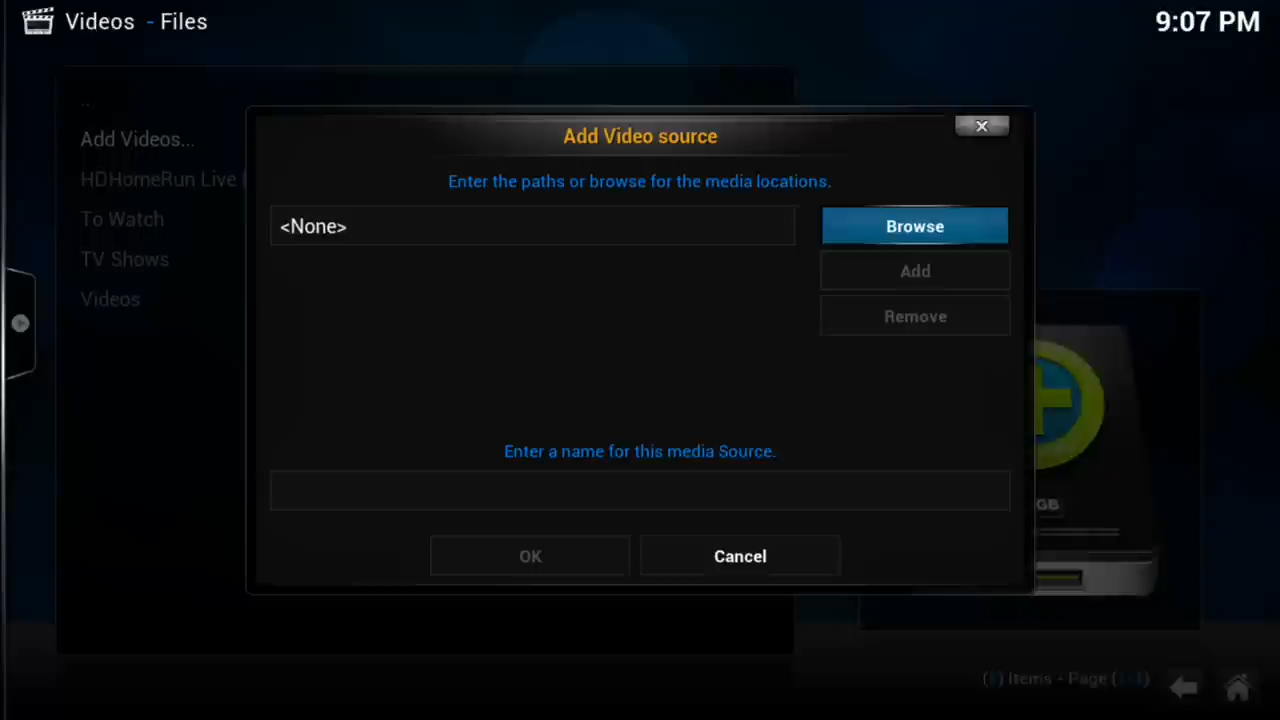 Videos - Files
9:07 PM
..
Add Videos...
HDHomeRun Live
To Watch
TV Shows
Videos
Add Video source
Enter the paths or browse for the media locations.
<None>
Browse
Add
Remove
Enter a name for this media Source.
OK
Cancel
GB
Items - Page